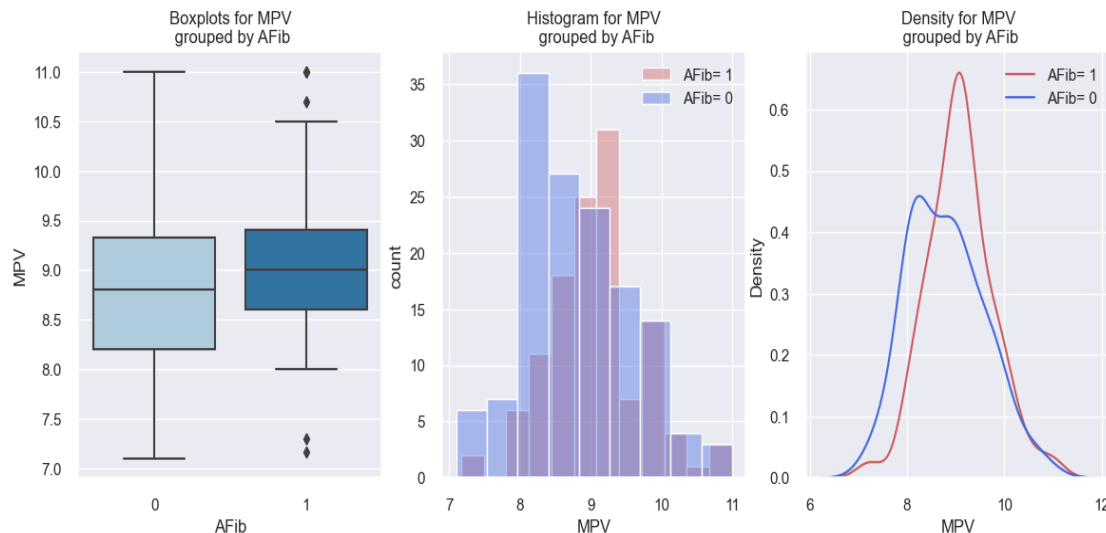 Boxplots for MPV
grouped by AFib
11.0
10.5
10.0
9.5
9.0
8.5
8.0
7.5
7.0
MPV
0
1
AFib
Histogram for MPV
grouped by AFib
AFib= 1
AFib= 0
35
30
25
20
15
10
5
0
count
7
8
9
10
11
MPV
Density for MPV
grouped by AFib
AFib= 1
AFib= 0
0.6
0.5
0.4
0.3
0.2
0.1
0.0
Density
6
8
10
12
MPV